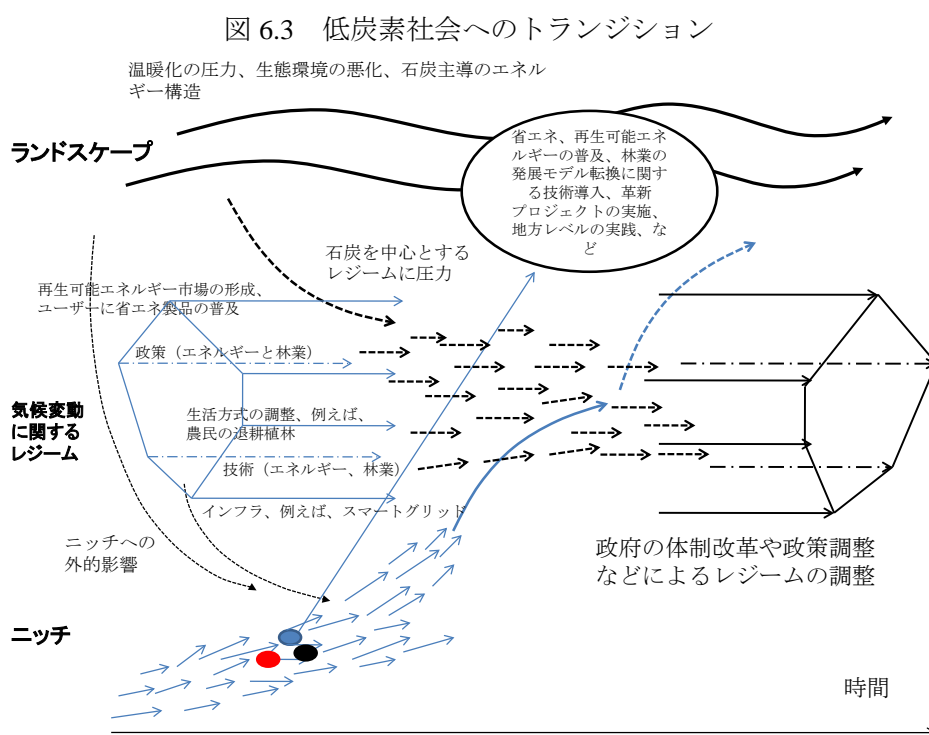 図 6.3　低炭素社会へのトランジション
温暖化の圧力、生態環境の悪化、石炭主導のエネル
ギー構造
ランドスケープ
省エネ、再生可能エネ
ルギーの普及、林業の
発展モデル転換に関す
る技術導入、革新
プロジェクトの実施、
地方レベルの実践、な
ど
石炭を中心とする
レジームに圧力
再生可能エネルギー市場の形成、
ユーザーに省エネ製品の普及
政策（エネルギーと林業）
気候変動
に関する
レジーム
生活方式の調整、例えば、
農民の退耕植林
技術（エネルギー、林業）
インフラ、例えば、スマートグリッド
ニッチへの
外的影響
政府の体制改革や政策調整
などによるレジームの調整
ニッチ
時間